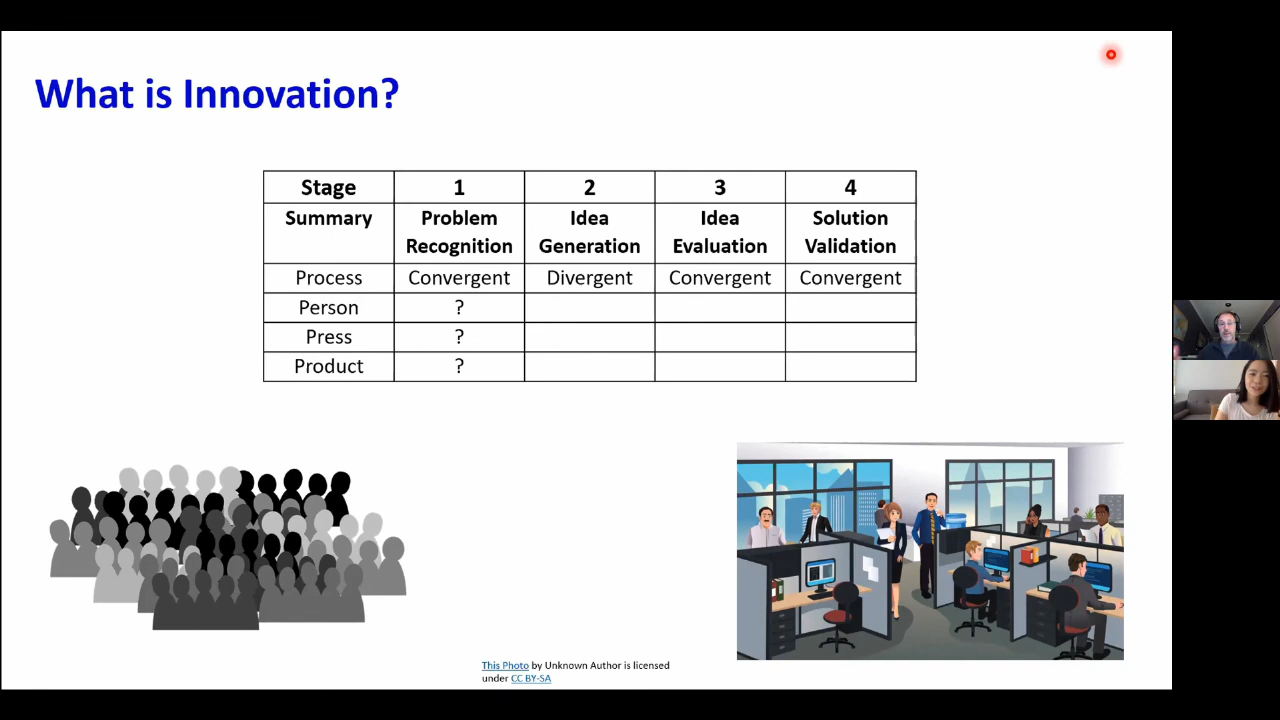 What is Innovation?
Stage 1 2 3 4
Summary Problem Recognition Idea Generation Idea Evaluation Solution Validation
Process Convergent Divergent Convergent Convergent
Person ?
Press ?
Product ?
This Photo by Unknown Author is licensed
under CC BY-SA